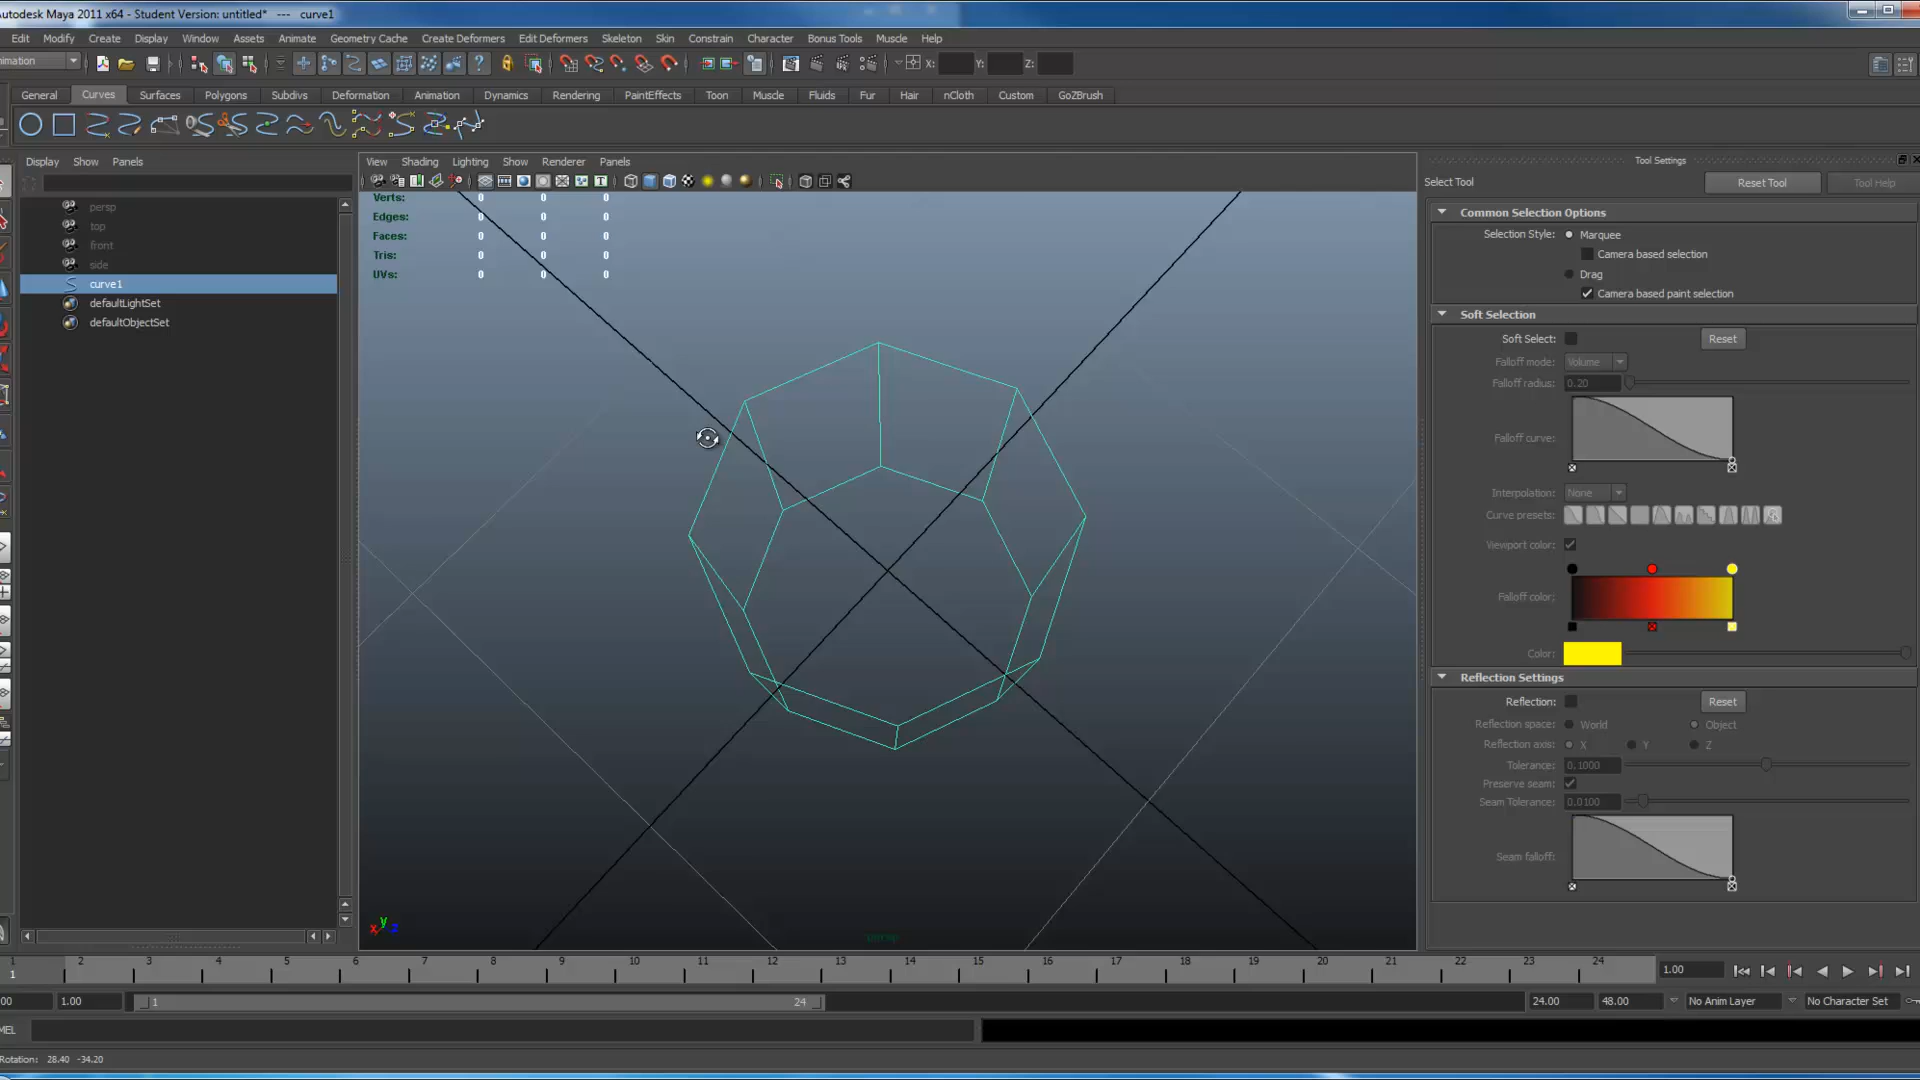 Autodesk Maya 2011 x64 - Student Version: untitled*   ---   curve1
Edit Modify Create Display Window Assets Animate Geometry Cache Create Deformers Edit Deformers Skeleton Skin Constrain Character Bonus Tools Muscle Help
nimation
X: Y: Z:
General Curves Surfaces Polygons Subdivs Deformation Animation Dynamics Rendering PaintEffects Toon Muscle Fluids Fur Hair nCloth Custom GoZBrush
Display Show Panels
View Shading Lighting Show Renderer Panels
Tool Settings
Select Tool Reset Tool Tool Help
persp
top
front
side
curve1
defaultLightSet
defaultObjectSet
Verts: 0 0 0
Edges: 0 0 0
Faces: 0 0 0
Tris: 0 0 0
UVs: 0 0 0
y
x z
persp
Common Selection Options
Selection Style: Marquee
Camera based selection
Drag
Camera based paint selection
Soft Selection
Soft Select: Reset
Falloff mode: Volume
Falloff radius: 0.20
Falloff curve:
Interpolation: None
Curve presets:
Viewport color:
Falloff color:
Color:
Reflection Settings
Reflection: Reset
Reflection space: World Object
Reflection axis: X Y Z
Tolerance: 0.1000
Preserve seam:
Seam Tolerance: 0.0100
Seam falloff:
1 2 3 4 5 6 7 8 9 10 11 12 13 14 15 16 17 18 19 20 21 22 23 24
1 1.00
00 1.00 1 24 24.00 48.00 No Anim Layer No Character Set
MEL
Rotation: 28.40 -34.20